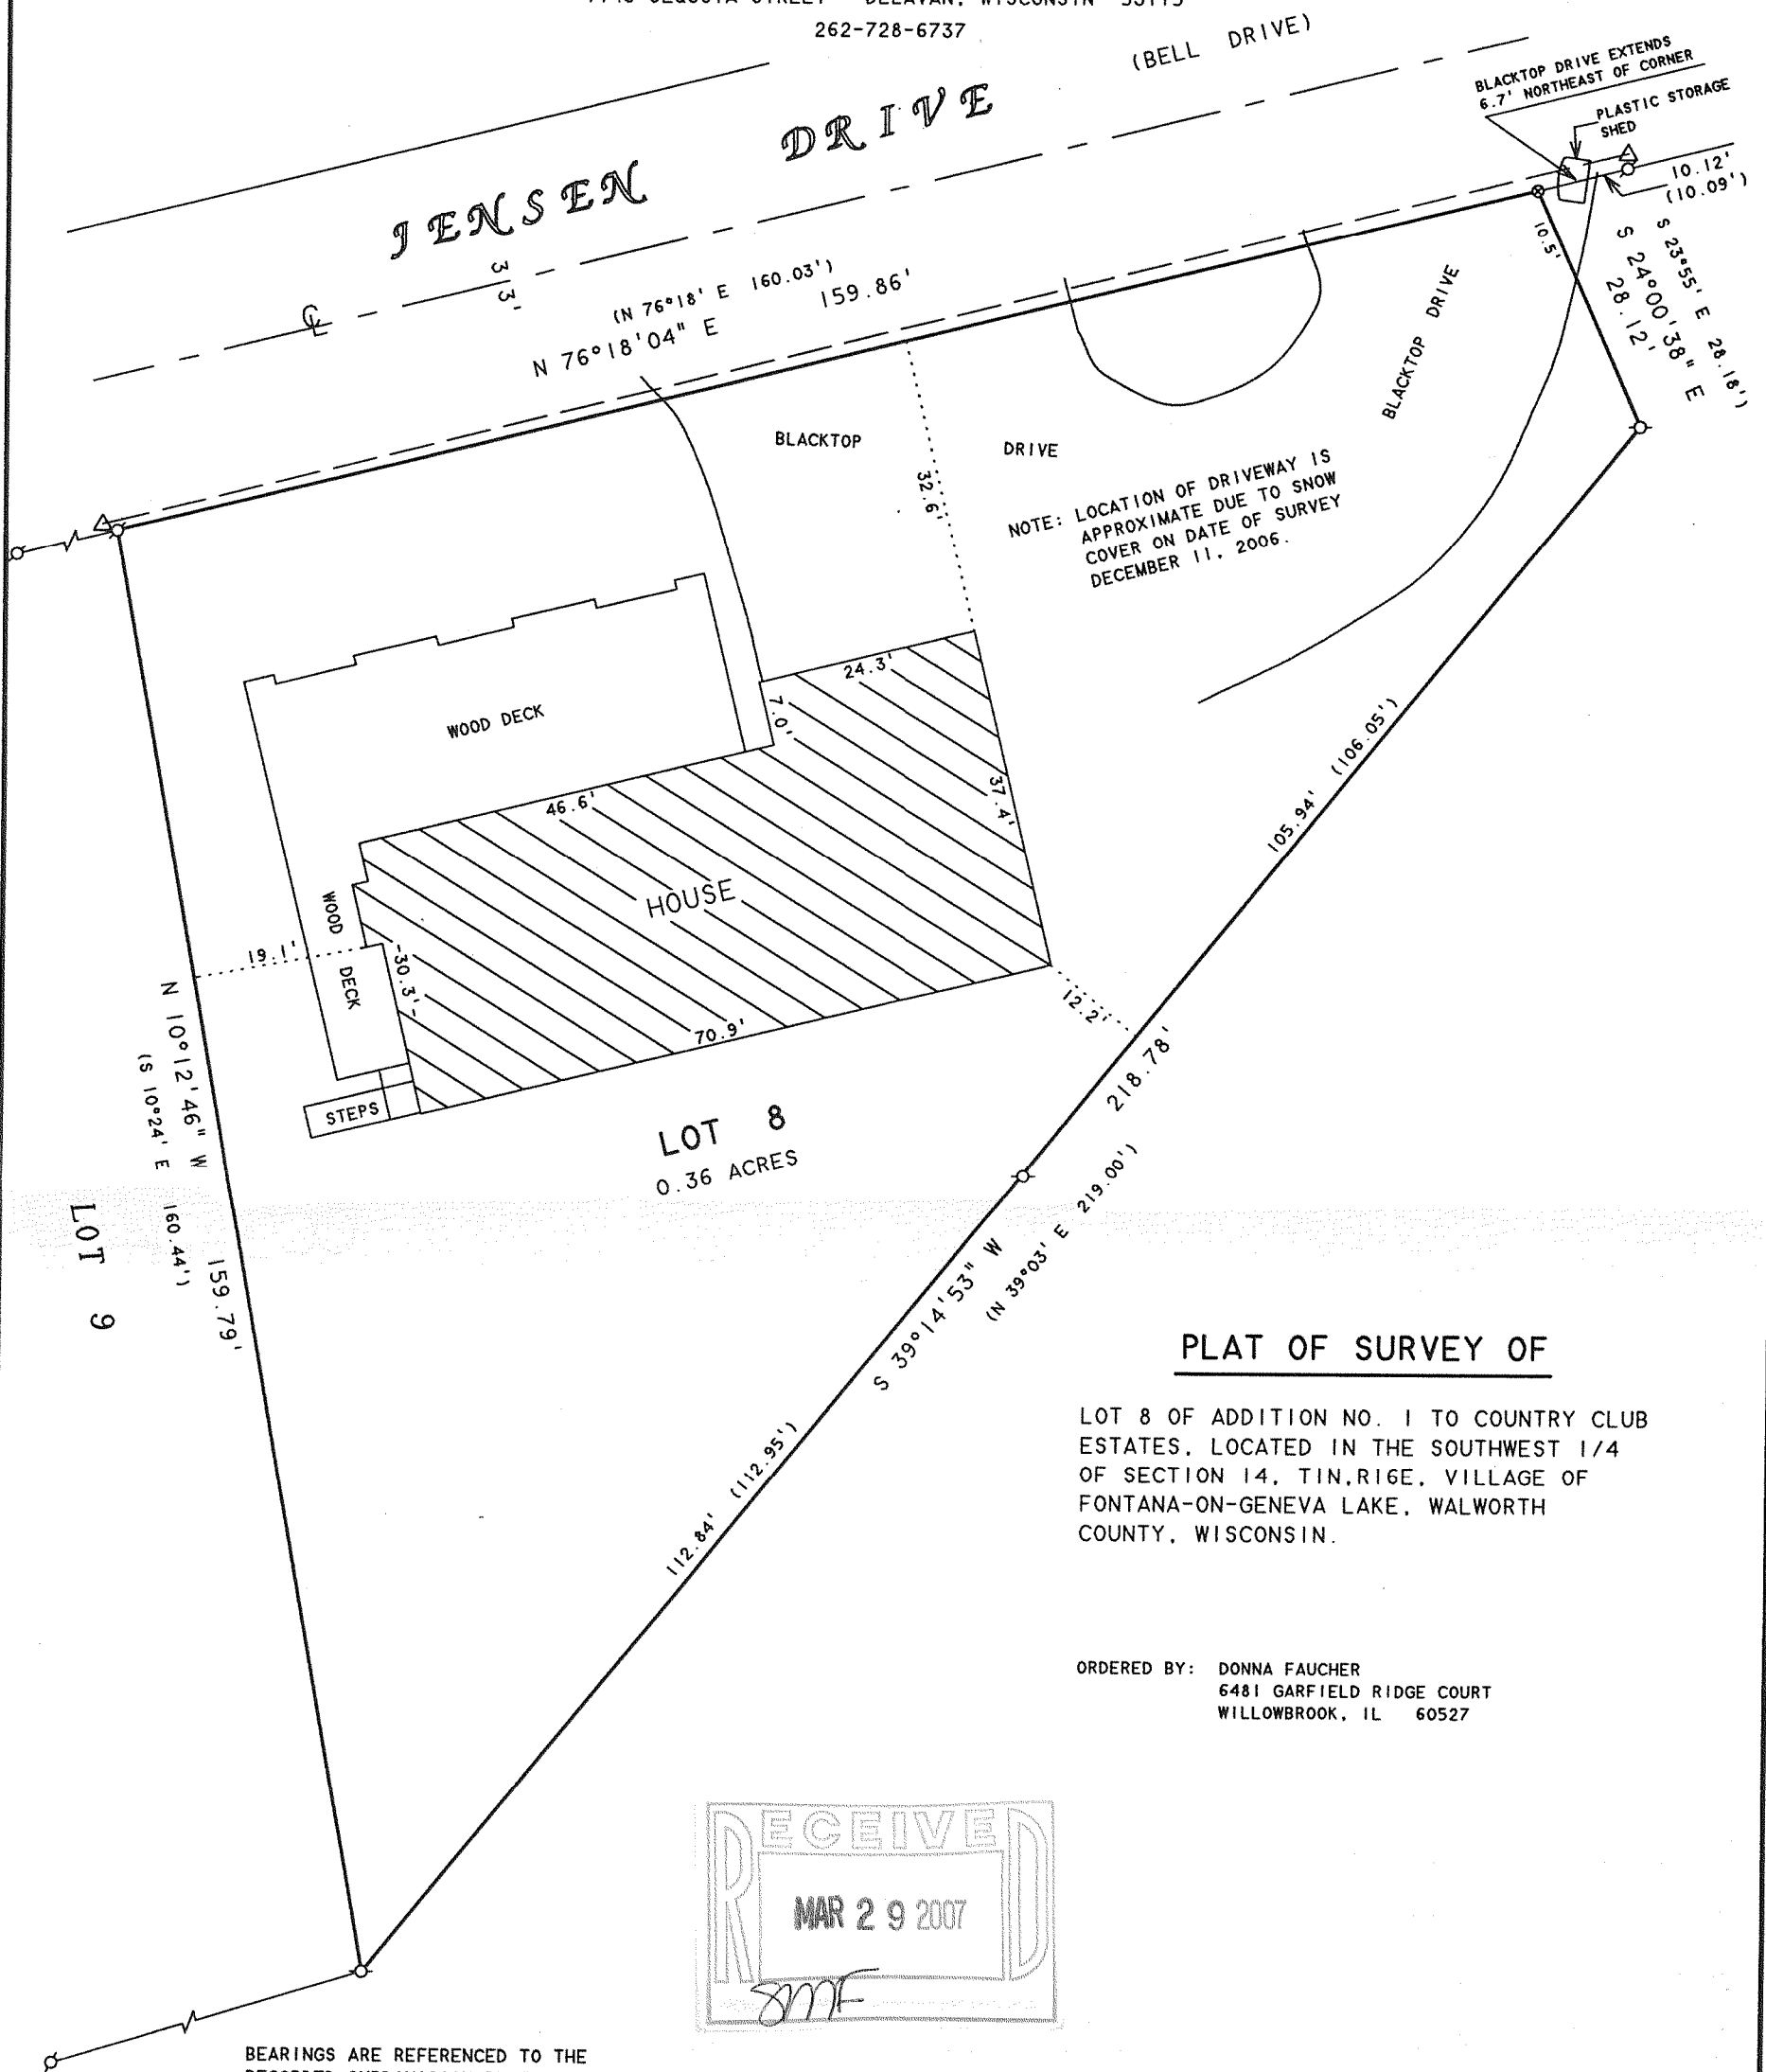 262-728-6737
(BELL DRIVE)
JENSEN DRIVE
BLACKTOP DRIVE EXTENDS
6.7' NORTHEAST OF CORNER
PLASTIC STORAGE
SHED
10.12'
(10.09')
33'
(N 76°18' E 160.03')
N 76°18'04" E 159.86'
10.5'
S 23°55' E 28.18')
S 24°00'38" E
28.12'
BLACKTOP DRIVE
BLACKTOP DRIVE
32.6'
NOTE: LOCATION OF DRIVEWAY IS
APPROXIMATE DUE TO SNOW
COVER ON DATE OF SURVEY
DECEMBER 11, 2006.
24.3'
7.0'
WOOD DECK
46.6'
37.4'
105.94' (106.05')
HOUSE
WOOD DECK
19.1'
30.3'
70.9'
12.2'
218.78'
STEPS
N 10°12'46" W 159.79'
(S 10°24' E 160.44')
LOT 8
0.36 ACRES
LOT 9
S 39°14'53" W
(N 39°03' E 219.00')
112.84' (112.95')
PLAT OF SURVEY OF
LOT 8 OF ADDITION NO. 1 TO COUNTRY CLUB
ESTATES, LOCATED IN THE SOUTHWEST 1/4
OF SECTION 14, T1N,R16E, VILLAGE OF
FONTANA-ON-GENEVA LAKE, WALWORTH
COUNTY, WISCONSIN.
ORDERED BY: DONNA FAUCHER
6481 GARFIELD RIDGE COURT
WILLOWBROOK, IL 60527
RECEIVED
MAR 29 2007
SMF
BEARINGS ARE REFERENCED TO THE